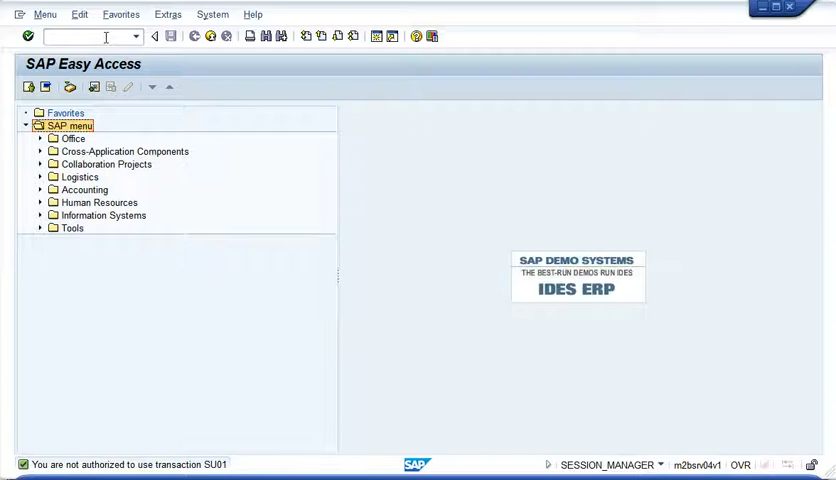 Menu Edit Favorites Extras System Help
SAP Easy Access
Favorites
SAP menu
Office
Cross-Application Components
Collaboration Projects
Logistics
Accounting
Human Resources
Information Systems
Tools
SAP DEMO SYSTEMS
THE BEST-RUN DEMOS RUN IDES
IDES ERP
You are not authorized to use transaction SU01
SAP
SESSION_MANAGER m2bsrv04v1 OVR